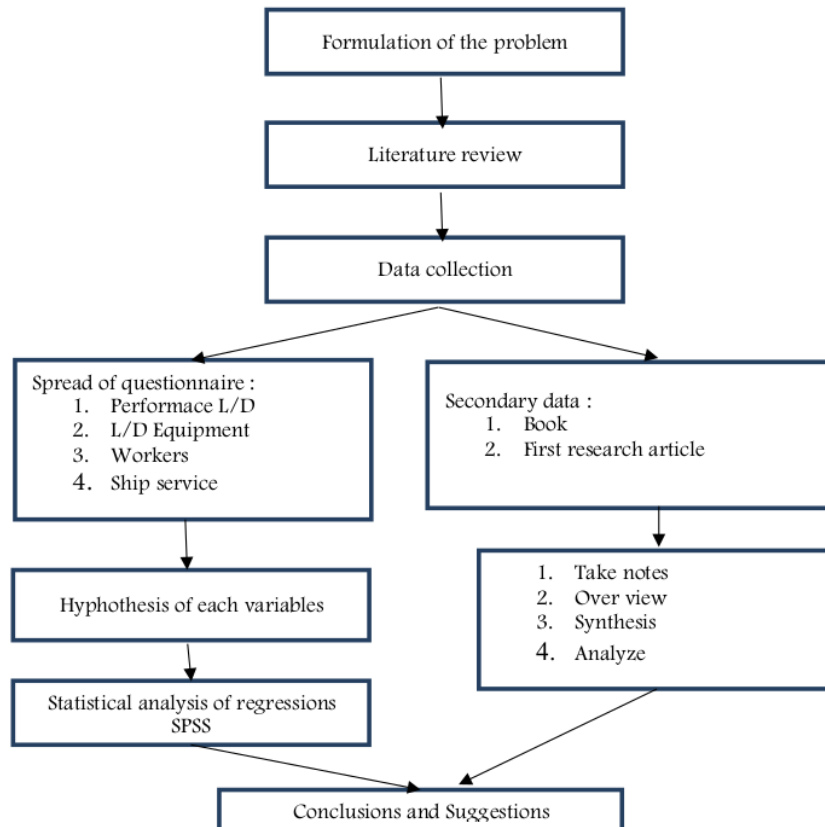 Formulation of the problem
Literature review
Data collection
Spread of questionnaire :
1. Performace L/D
2. L/D Equipment
3. Workers
4. Ship service
Secondary data :
1. Book
2. First research article
Hyphothesis of each variables
1. Take notes
2. Over view
3. Synthesis
4. Analyze
Statistical analysis of regressions
SPSS
Conclusions and Suggestions